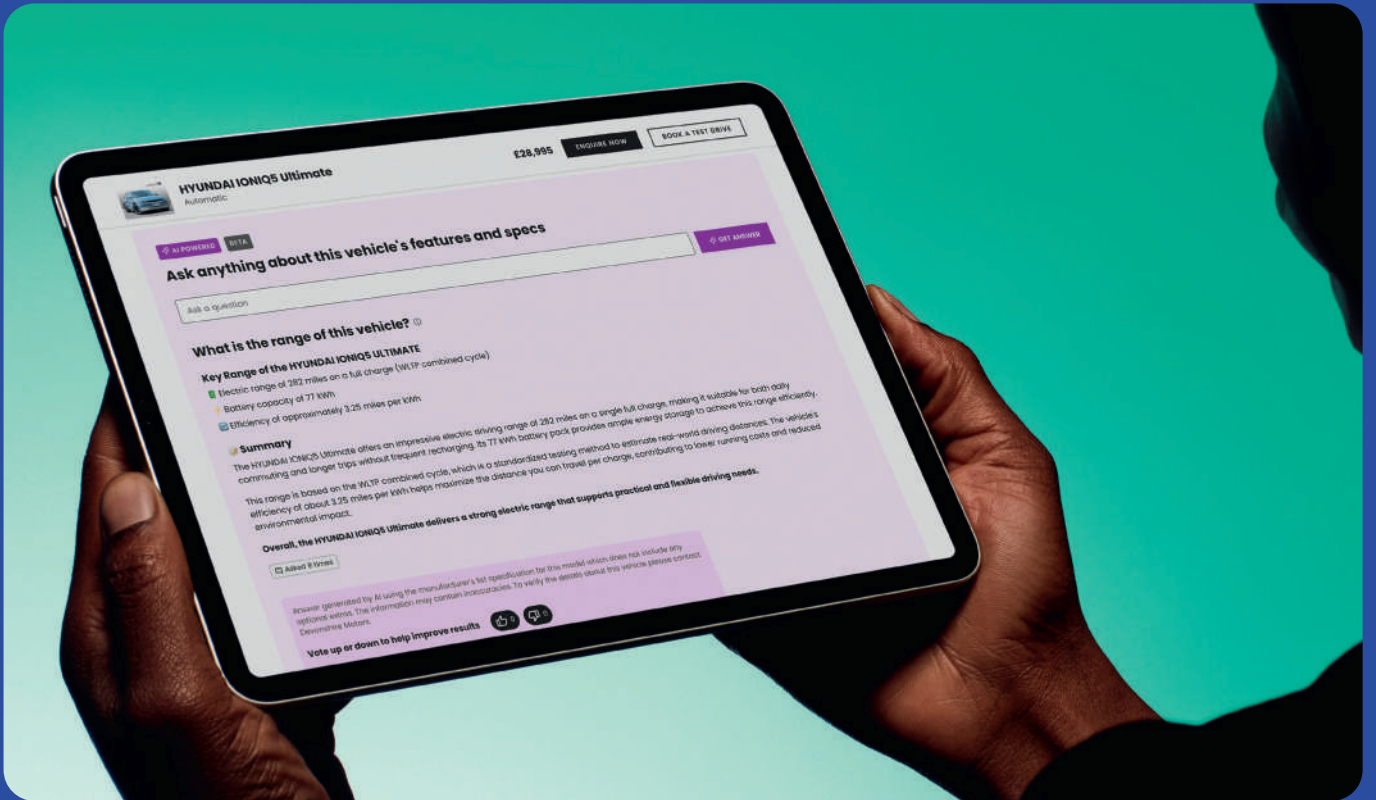 HYUNDAI IONIQ5 Ultimate
Automatic
£28,995
ENQUIRE NOW
BOOK A TEST DRIVE
AI POWERED
BETA
Ask anything about this vehicle's features and specs
Ask a question
GET ANSWER
What is the range of this vehicle?
Key Range of the HYUNDAI IONIQ5 ULTIMATE
Electric range of 282 miles on a full charge (WLTP combined cycle)
Battery capacity of 77 kWh
Efficiency of approximately 3.25 miles per kWh
Summary
The HYUNDAI IONIQ5 Ultimate offers an impressive electric driving range of 282 miles on a single full charge, making it suitable for both daily
commuting and longer trips without frequent recharging. Its 77 kWh battery pack provides ample energy storage to achieve this range efficiently.
This range is based on the WLTP combined cycle, which is a standardized testing method to estimate real-world driving distances. The vehicle's
efficiency of about 3.25 miles per kWh helps maximize the distance you can travel per charge, contributing to lower running costs and reduced
environmental impact.
Overall, the HYUNDAI IONIQ5 Ultimate delivers a strong electric range that supports practical and flexible driving needs.
Asked 9 times
Answer generated by AI using the manufacturer's list specification for this model which does not include any
optional extras. The information may contain inaccuracies. To verify the details about this vehicle please contact
Devonshire Motors.
Vote up or down to help improve results
0
0